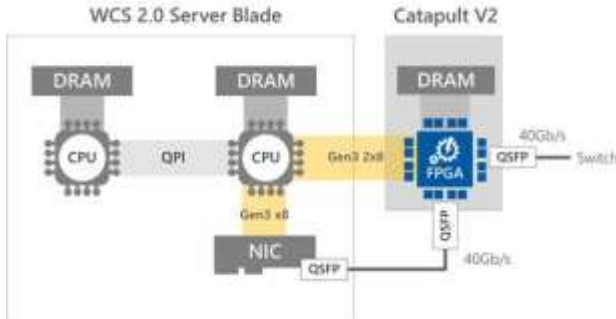 WCS 2.0 Server Blade
Catapult V2
DRAM
DRAM
DRAM
CPU
QPI
CPU
Gen3 2x8
FPGA
40Gb/s
QSFP
Switch
Gen3 x8
QSFP
NIC
QSFP
40Gb/s